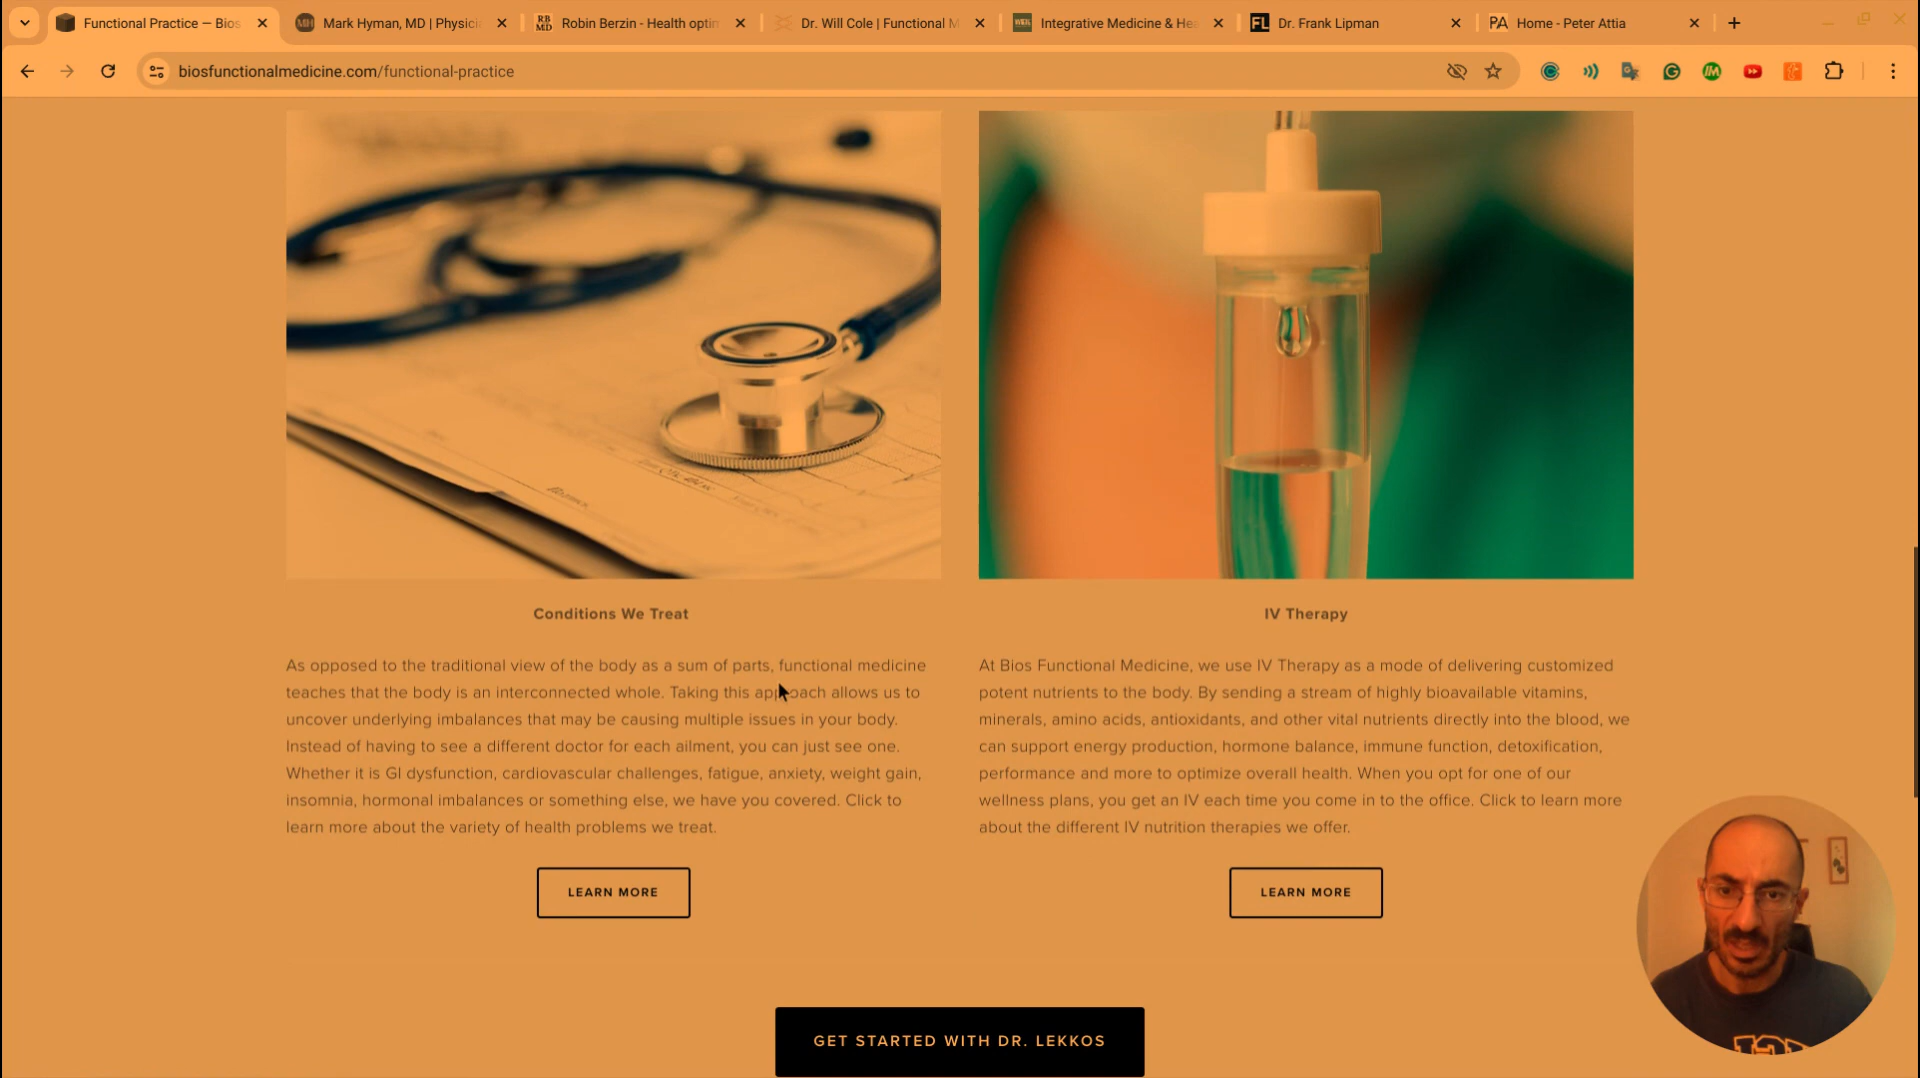 Functional Practice — Bios
Mark Hyman, MD | Physici
RB MD
Robin Berzin - Health optim
Dr. Will Cole | Functional M
Integrative Medicine & Hea
FL
Dr. Frank Lipman
PA
Home - Peter Attia
biosfunctionalmedicine.com/functional-practice
Conditions We Treat
As opposed to the traditional view of the body as a sum of parts, functional medicine
teaches that the body is an interconnected whole. Taking this approach allows us to
uncover underlying imbalances that may be causing multiple issues in your body.
Instead of having to see a different doctor for each ailment, you can just see one.
Whether it is GI dysfunction, cardiovascular challenges, fatigue, anxiety, weight gain,
insomnia, hormonal imbalances or something else, we have you covered. Click to
learn more about the variety of health problems we treat.
LEARN MORE
IV Therapy
At Bios Functional Medicine, we use IV Therapy as a mode of delivering customized
potent nutrients to the body. By sending a stream of highly bioavailable vitamins,
minerals, amino acids, antioxidants, and other vital nutrients directly into the blood, we
can support energy production, hormone balance, immune function, detoxification,
performance and more to optimize overall health. When you opt for one of our
wellness plans, you get an IV each time you come in to the office. Click to learn more
about the different IV nutrition therapies we offer.
LEARN MORE
GET STARTED WITH DR. LEKKOS